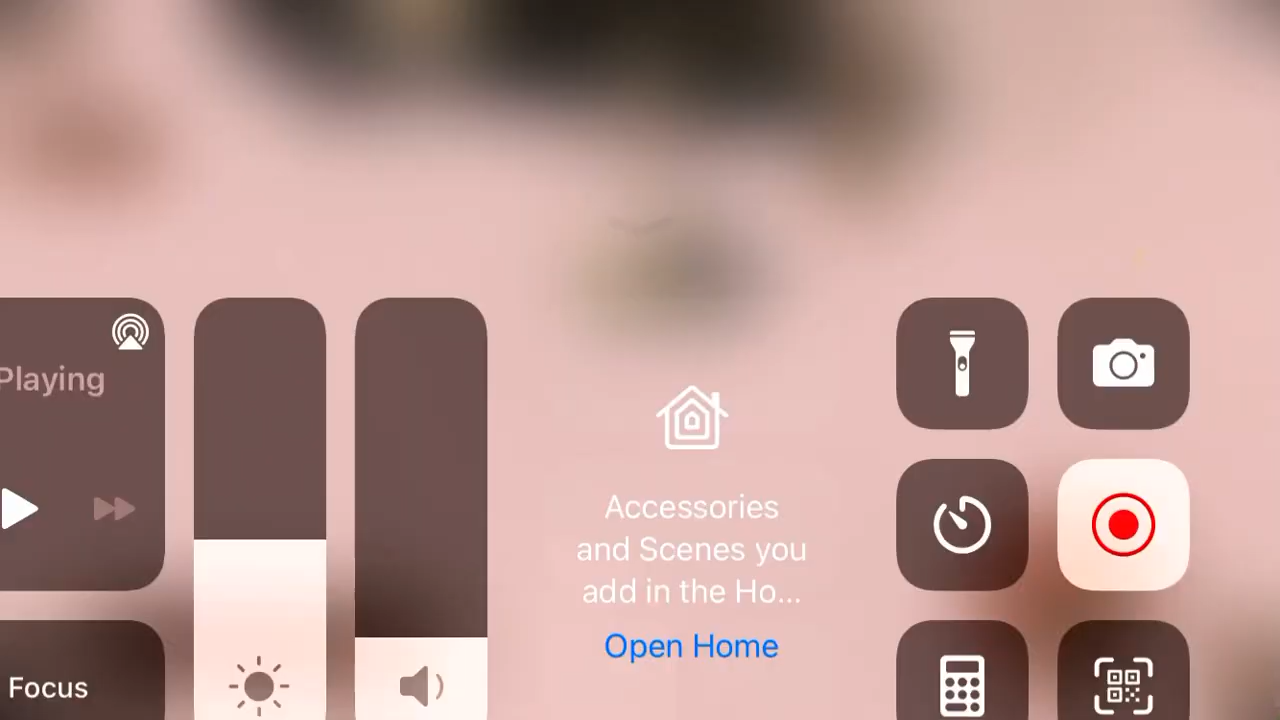 Playing
Accessories
and Scenes you
add in the Ho...
Open Home
Focus